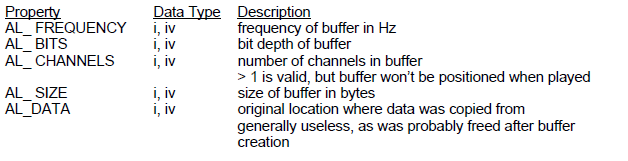 Property Data Type Description
AL_ FREQUENCY i, iv frequency of buffer in Hz
AL_ BITS i, iv bit depth of buffer
AL_ CHANNELS i, iv number of channels in buffer
> 1 is valid, but buffer won't be positioned when played
AL_ SIZE i, iv size of buffer in bytes
AL_DATA i, iv original location where data was copied from
generally useless, as was probably freed after buffer
creation